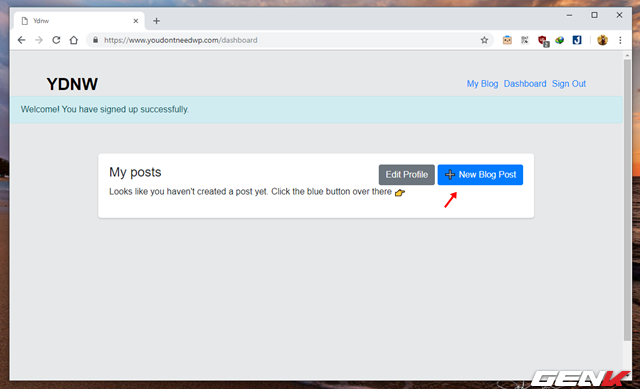 Ydnw
https://www.youdontneedwp.com/dashboard
YDNW
My Blog Dashboard Sign Out
Welcome! You have signed up successfully.
My posts
Edit Profile
New Blog Post
Looks like you haven't created a post yet. Click the blue button over there
GENK